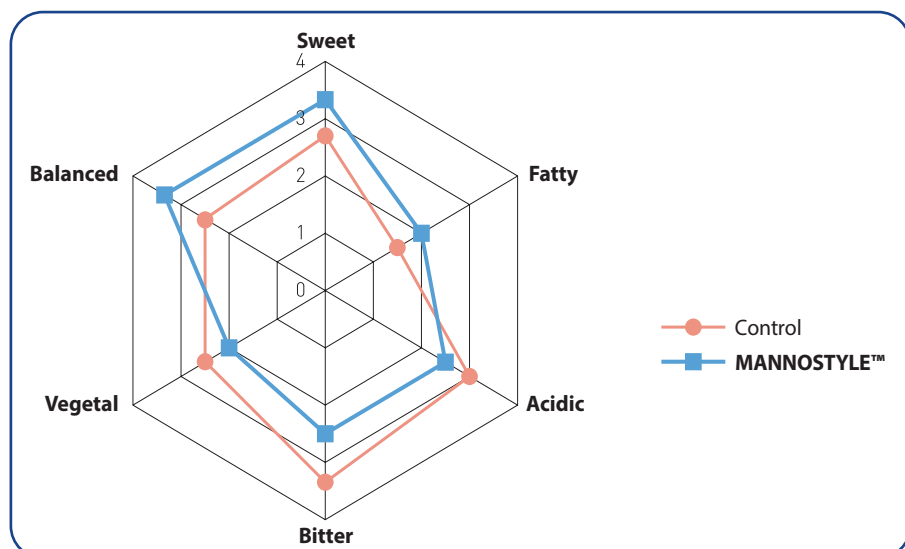 Sweet
4
3
Balanced
Fatty
2
1
0
Control
MANNOSTYLE™
Vegetal
Acidic
Bitter